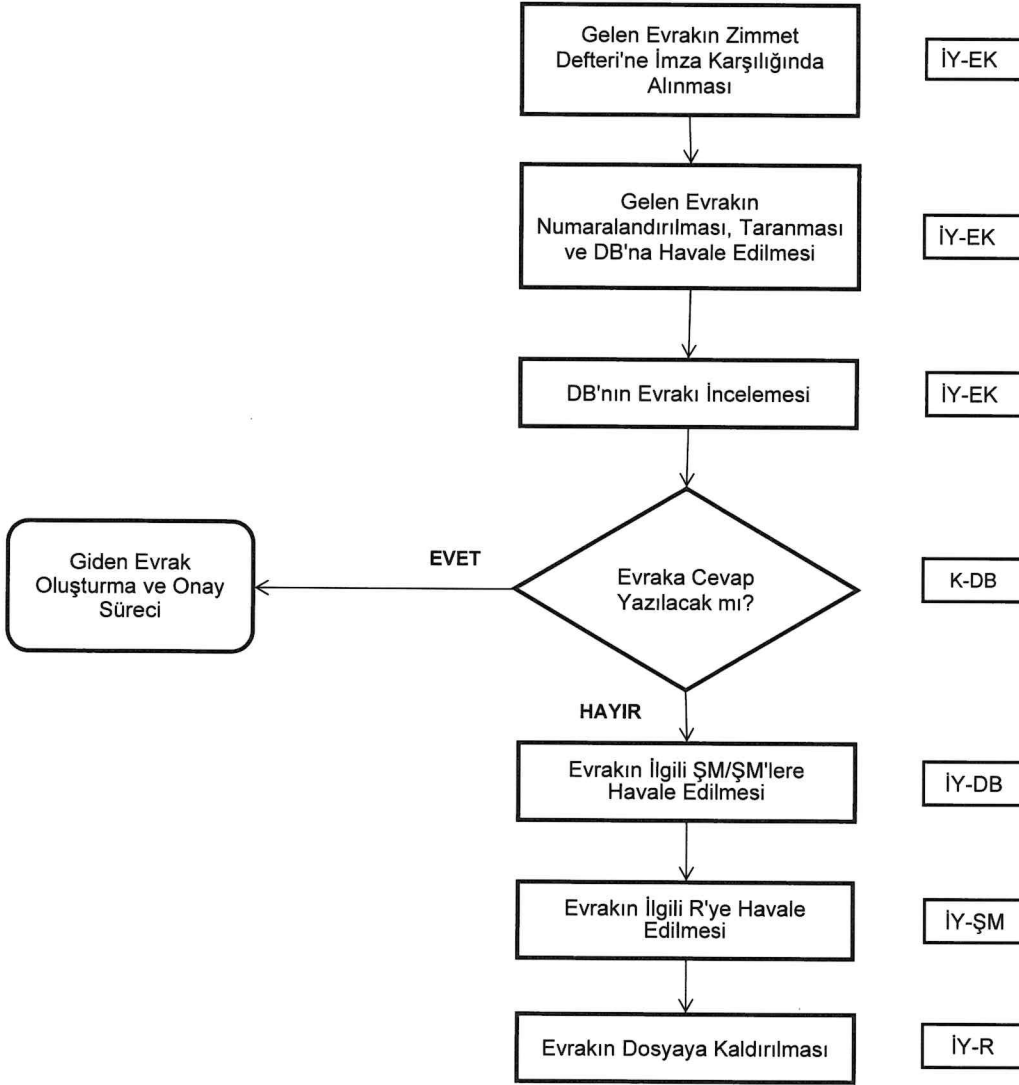 Gelen Evrakın Zimmet
Defteri'ne İmza Karşılığında
Alınması
İY-EK
Gelen Evrakın
Numaralandırılması, Taranması
ve DB'na Havale Edilmesi
İY-EK
DB'nın Evrakı İncelemesi
İY-EK
Giden Evrak
Oluşturma ve Onay
Süreci
EVET
Evraka Cevap
Yazılacak mı?
K-DB
HAYIR
Evrakın İlgili ŞM/ŞM'lere
Havale Edilmesi
İY-DB
Evrakın İlgili R'ye Havale
Edilmesi
İY-ŞM
Evrakın Dosyaya Kaldırılması
İY-R